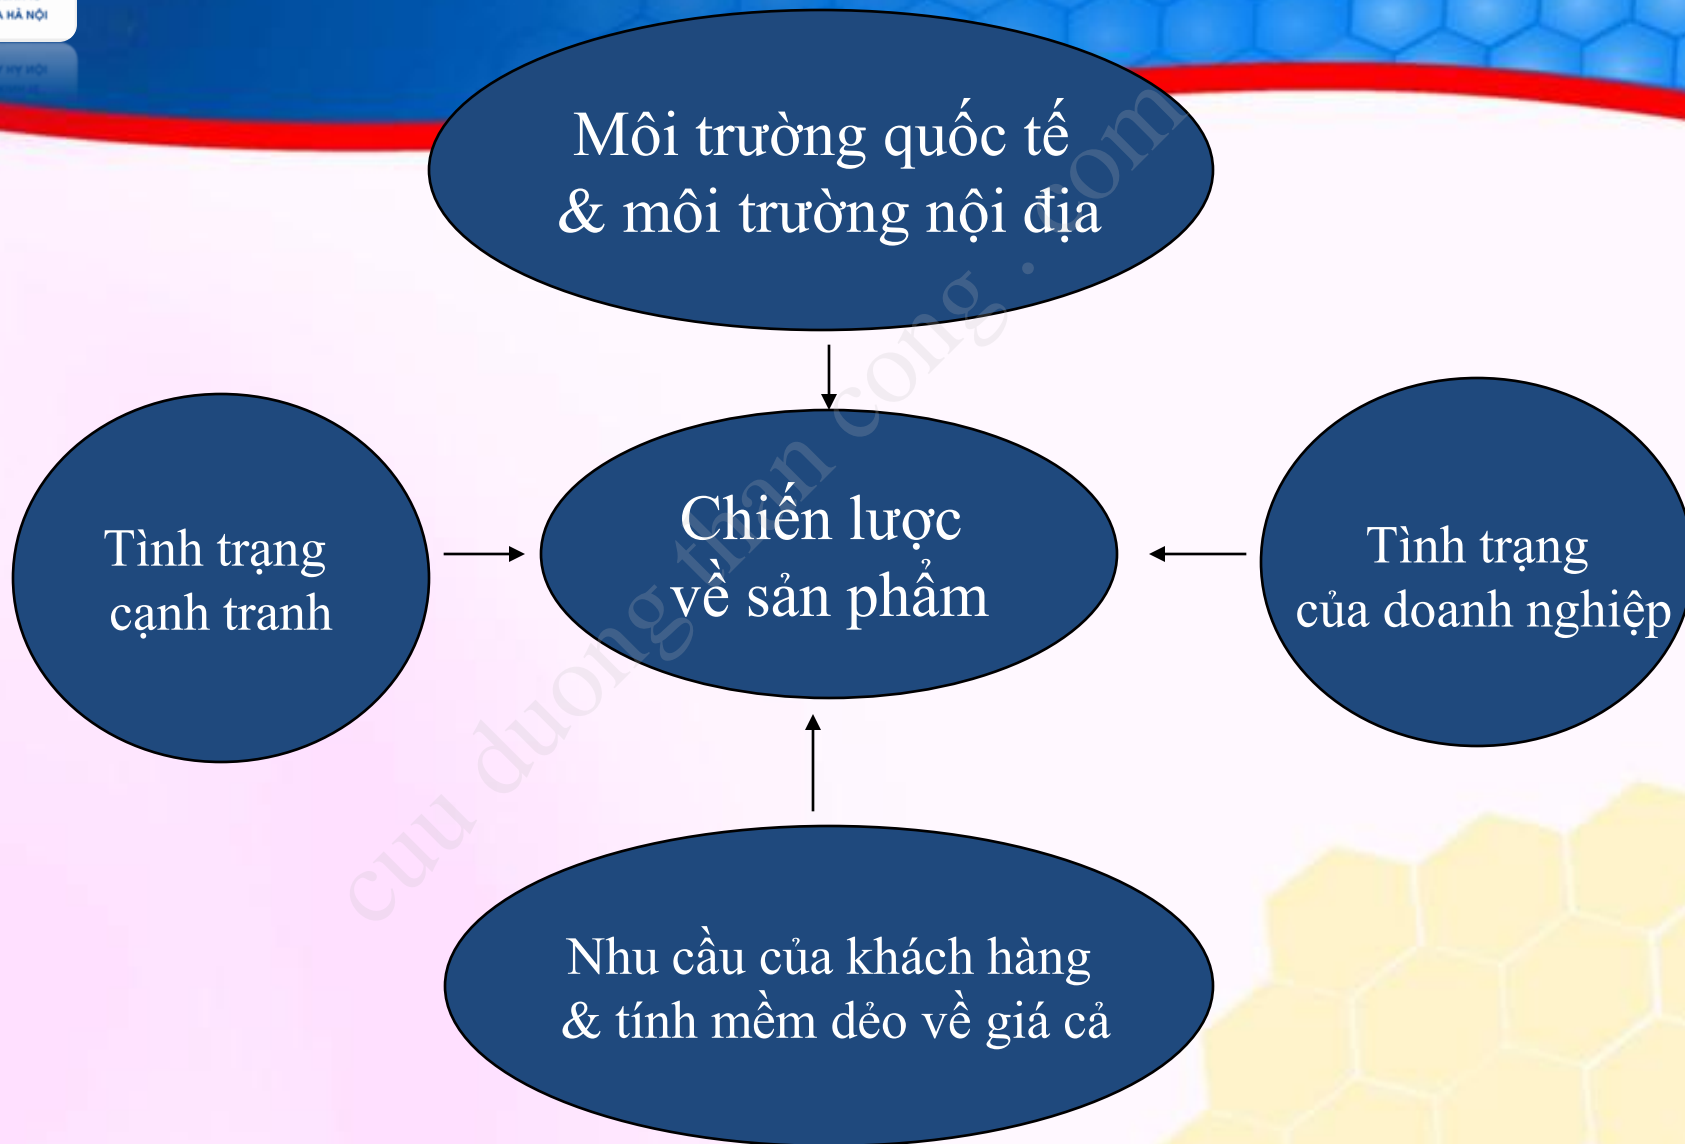 A HÀ NỘI
Môi trường quốc tế
& môi trường nội địa
Tình trạng
cạnh tranh
Chiến lược
về sản phẩm
Tình trạng
của doanh nghiệp
Nhu cầu của khách hàng
& tính mềm dẻo về giá cả
cuu duong than cong . com